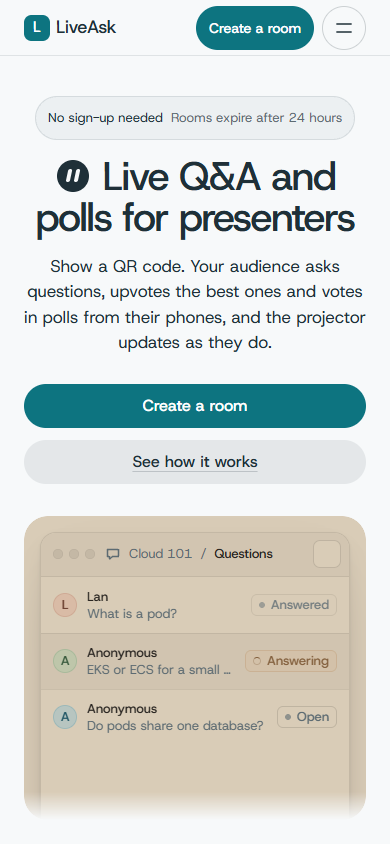 L LiveAsk
Create a room
No sign-up needed Rooms expire after 24 hours
Live Q&A and
polls for presenters
Show a QR code. Your audience asks
questions, upvotes the best ones and votes
in polls from their phones, and the projector
updates as they do.
Create a room
See how it works
Cloud 101 / Questions
L Lan
What is a pod?
Answered
A Anonymous
EKS or ECS for a small ...
Answering
A Anonymous
Do pods share one database?
Open